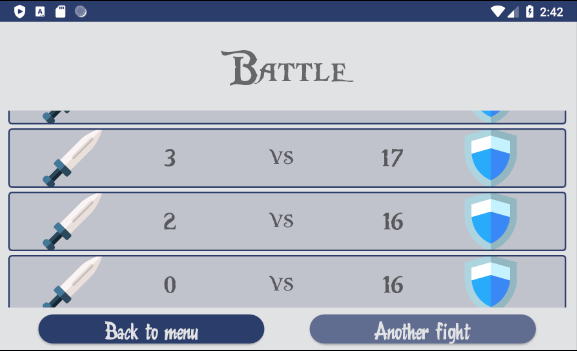 2:42
Battle
3 VS 17
2 VS 16
0 VS 16
Back to menu Another fight